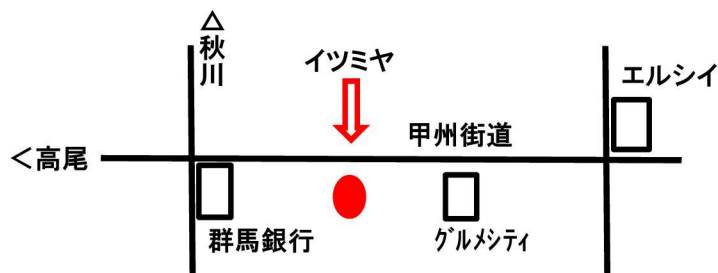 △秋川
イツミヤ
エルシイ
甲州街道
＜高尾
群馬銀行
ｸﾞﾙﾒｼﾃｨ